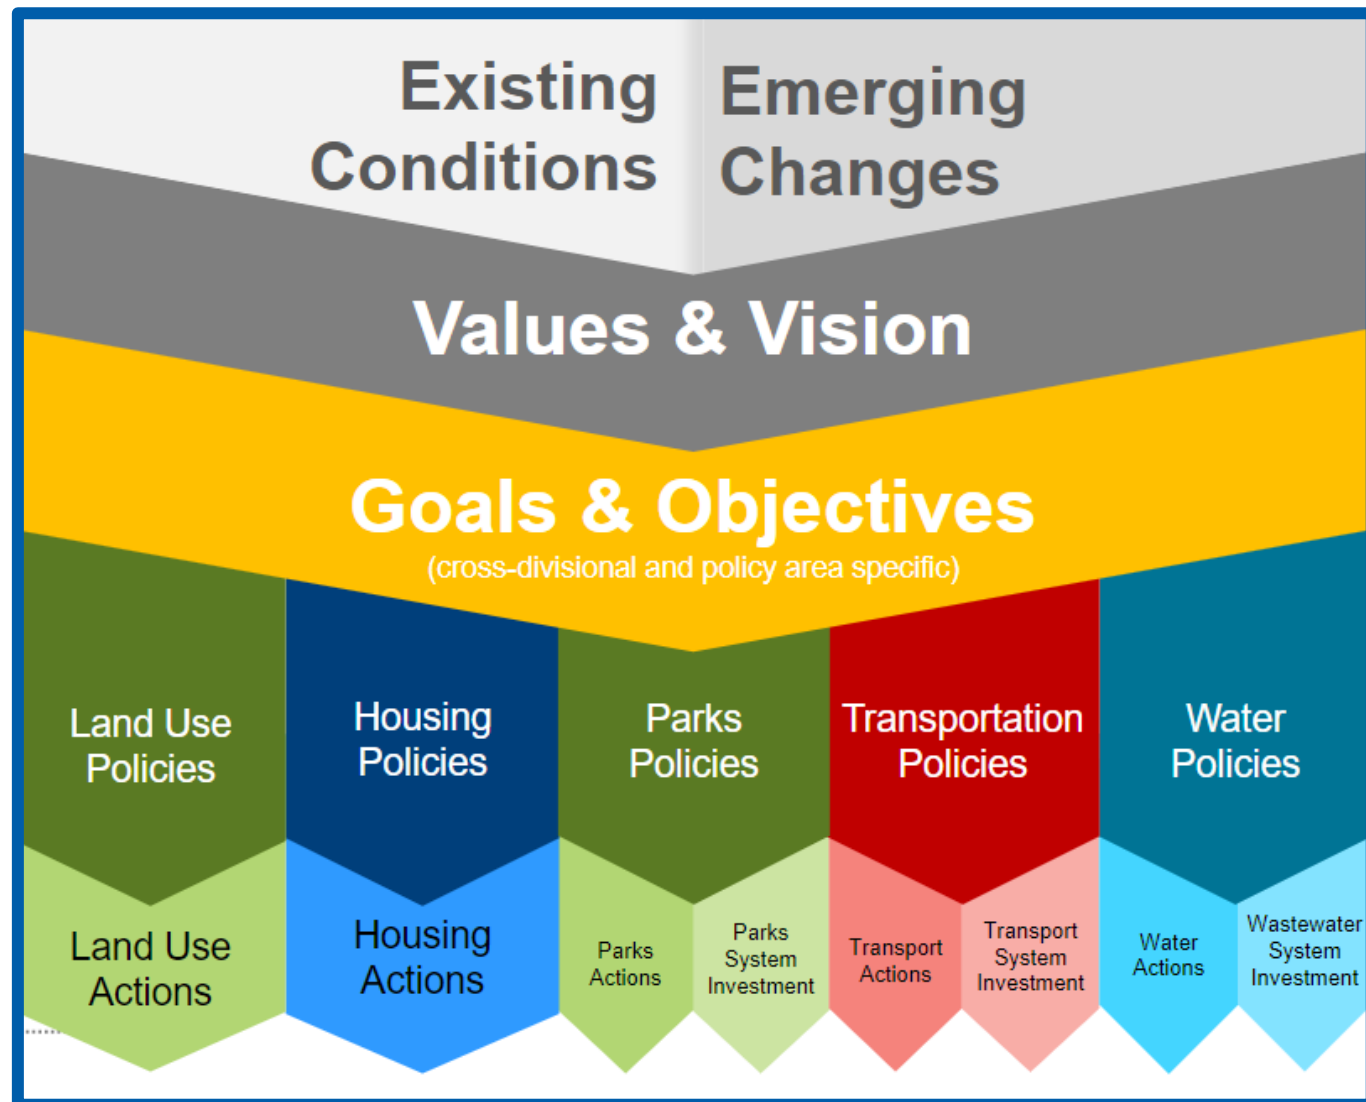 Existing
Conditions
Emerging
Changes
Values & Vision
Goals & Objectives
(cross-divisional and policy area specific)
Land Use
Policies
Housing
Policies
Parks
Policies
Transportation
Policies
Water
Policies
Land Use
Actions
Housing
Actions
Parks
Actions
Parks
System
Investment
Transport
Actions
Transport
System
Investment
Water
Actions
Wastewater
System
Investment